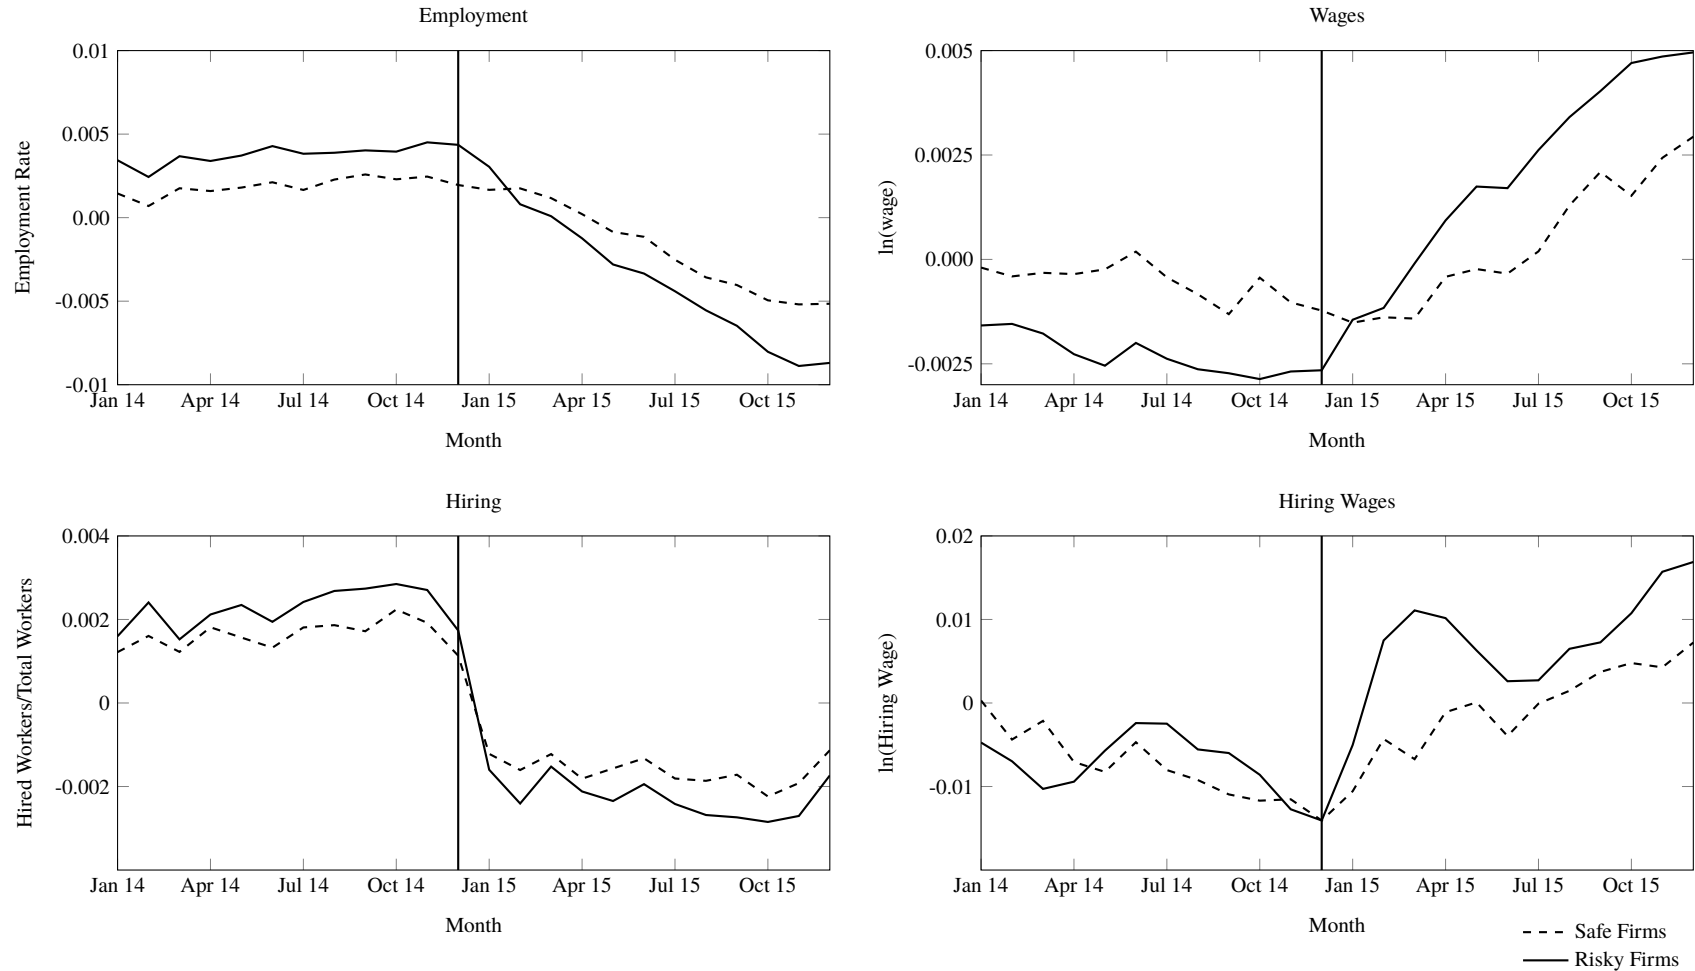 Employment
0.01
0.005
0.00
-0.005
-0.01
Employment Rate
Jan 14 Apr 14 Jul 14 Oct 14 Jan 15 Apr 15 Jul 15 Oct 15
Month
Wages
0.005
0.0025
0.000
-0.0025
ln(wage)
Jan 14 Apr 14 Jul 14 Oct 14 Jan 15 Apr 15 Jul 15 Oct 15
Month
Hiring
0.004
0.002
0
-0.002
Hired Workers/Total Workers
Jan 14 Apr 14 Jul 14 Oct 14 Jan 15 Apr 15 Jul 15 Oct 15
Month
Hiring Wages
0.02
0.01
0
-0.01
ln(Hiring Wage)
Jan 14 Apr 14 Jul 14 Oct 14 Jan 15 Apr 15 Jul 15 Oct 15
Month
Safe Firms
Risky Firms